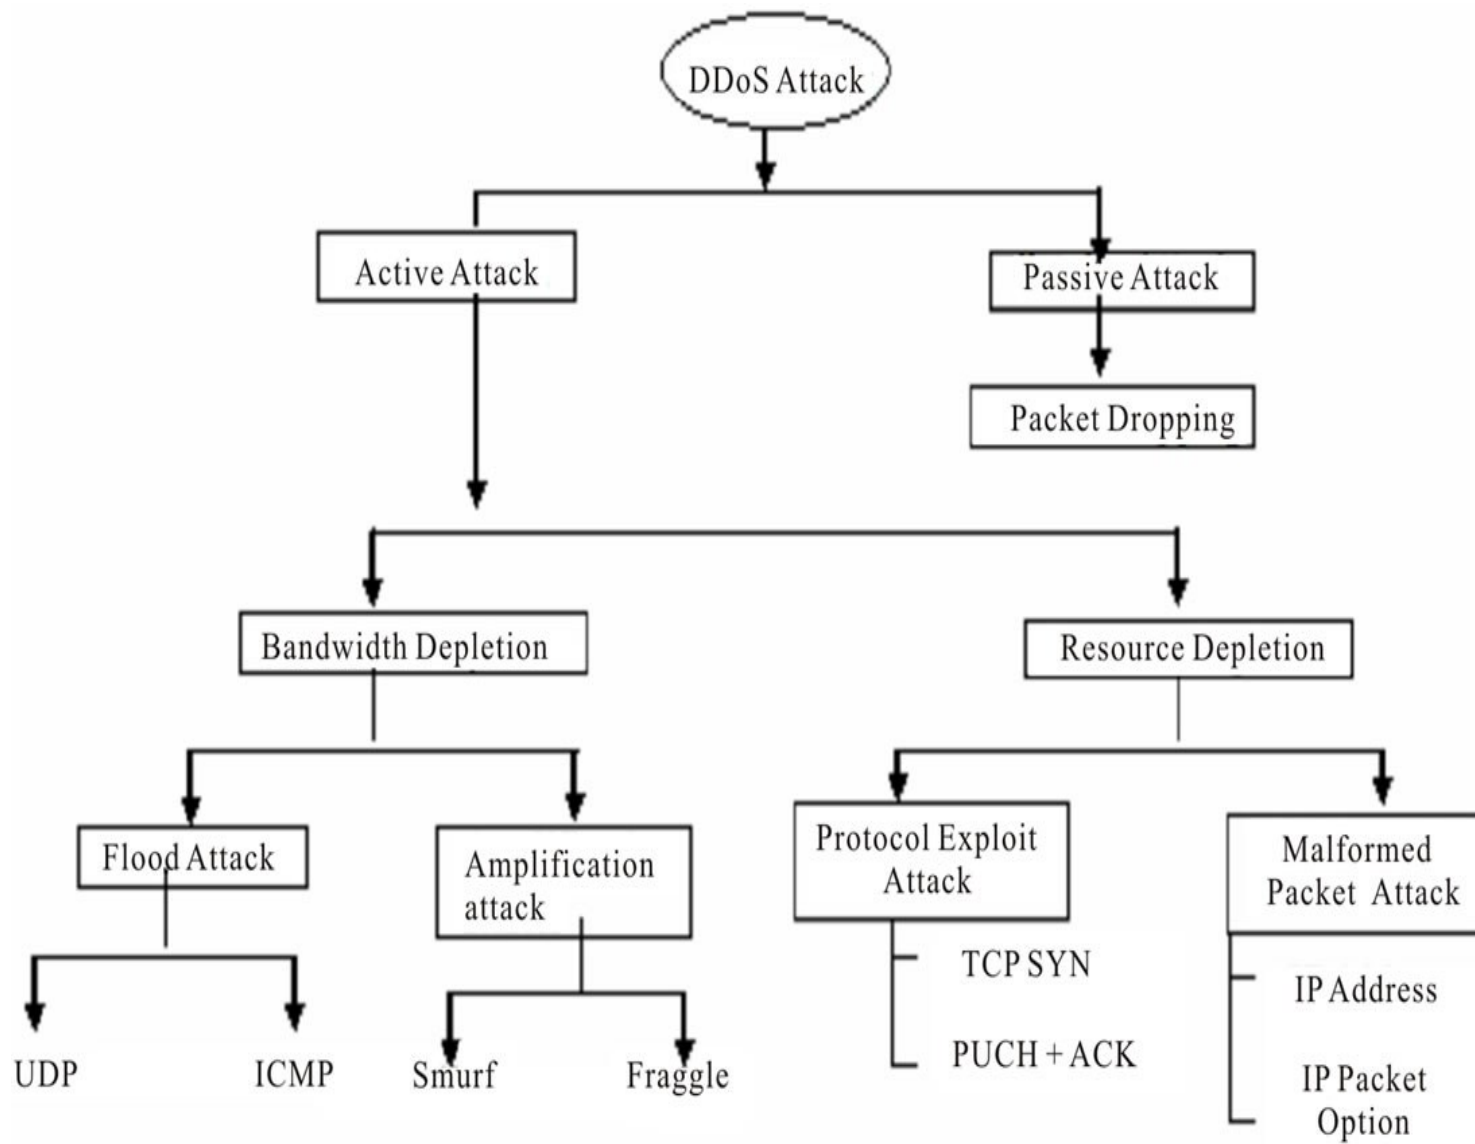 DDoS Attack
Active Attack
Passive Attack
Packet Dropping
Bandwidth Depletion
Resource Depletion
Flood Attack
Amplification
attack
Protocol Exploit
Attack
Malformed
Packet Attack
UDP
ICMP
Smurf
Fraggle
TCP SYN
PUCH + ACK
IP Address
IP Packet
Option